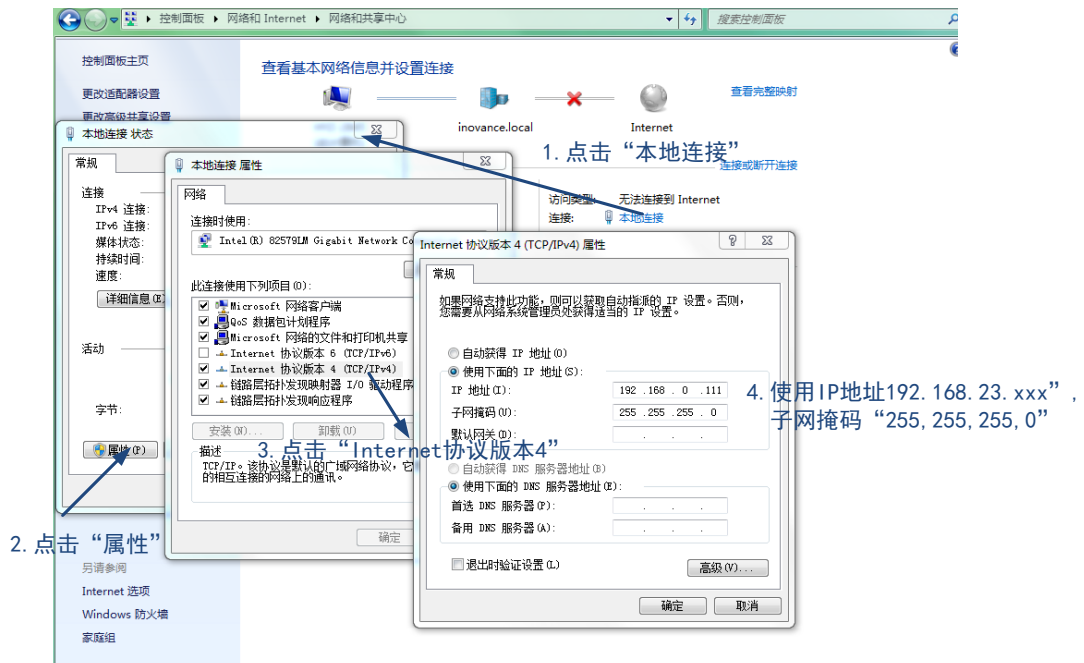 控制面板 ▸ 网络和 Internet ▸ 网络和共享中心
搜索控制面板
控制面板主页
更改适配器设置
更改高级共享设置
查看基本网络信息并设置连接
查看完整映射
inovance.local
Internet
1.点击“本地连接”
连接或断开连接
访问类型:
无法连接到 Internet
连接:
本地连接
本地连接 状态
常规
连接
IPv4 连接:
IPv6 连接:
媒体状态:
持续时间:
速度:
详细信息(E)
活动
字节:
属性(P)
2.点击“属性”
另请参阅
Internet 选项
Windows 防火墙
家庭组
本地连接 属性
网络
连接时使用:
Intel(R) 82579LM Gigabit Network Co
此连接使用下列项目(O):
Microsoft 网络客户端
QoS 数据包计划程序
Microsoft 网络的文件和打印机共享
Internet 协议版本 6 (TCP/IPv6)
Internet 协议版本 4 (TCP/IPv4)
链路层拓扑发现映射器 I/O 驱动程序
链路层拓扑发现响应程序
安装(N)...
卸载(U)
3.点击“Internet协议版本4”
描述
TCP/IP。该协议是默认的广域网络协议，它
的相互连接的网络上的通讯。
确定
Internet 协议版本 4 (TCP/IPv4) 属性
常规
如果网络支持此功能，则可以获取自动指派的 IP 设置。否则，
您需要从网络系统管理员处获得适当的 IP 设置。
自动获得 IP 地址(O)
使用下面的 IP 地址(S):
IP 地址(I):
192 .168 . 0 .111
子网掩码(U):
255 .255 .255 . 0
默认网关(D):
自动获得 DNS 服务器地址(B)
使用下面的 DNS 服务器地址(E):
首选 DNS 服务器(P):
备用 DNS 服务器(A):
退出时验证设置(L)
高级(V)...
确定
取消
4.使用IP地址192.168.23.xxx”，
子网掩码“255,255,255,0”